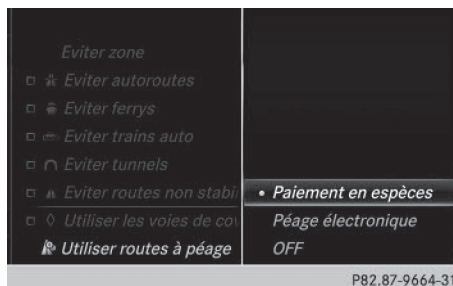 Eviter zone
Eviter autoroutes
Eviter ferrys
Eviter trains auto
Eviter tunnels
Eviter routes non stabi
Utiliser les voies de cov
Utiliser routes à péage
• Paiement en espèces
Péage électronique
OFF
P82.87-9664-31